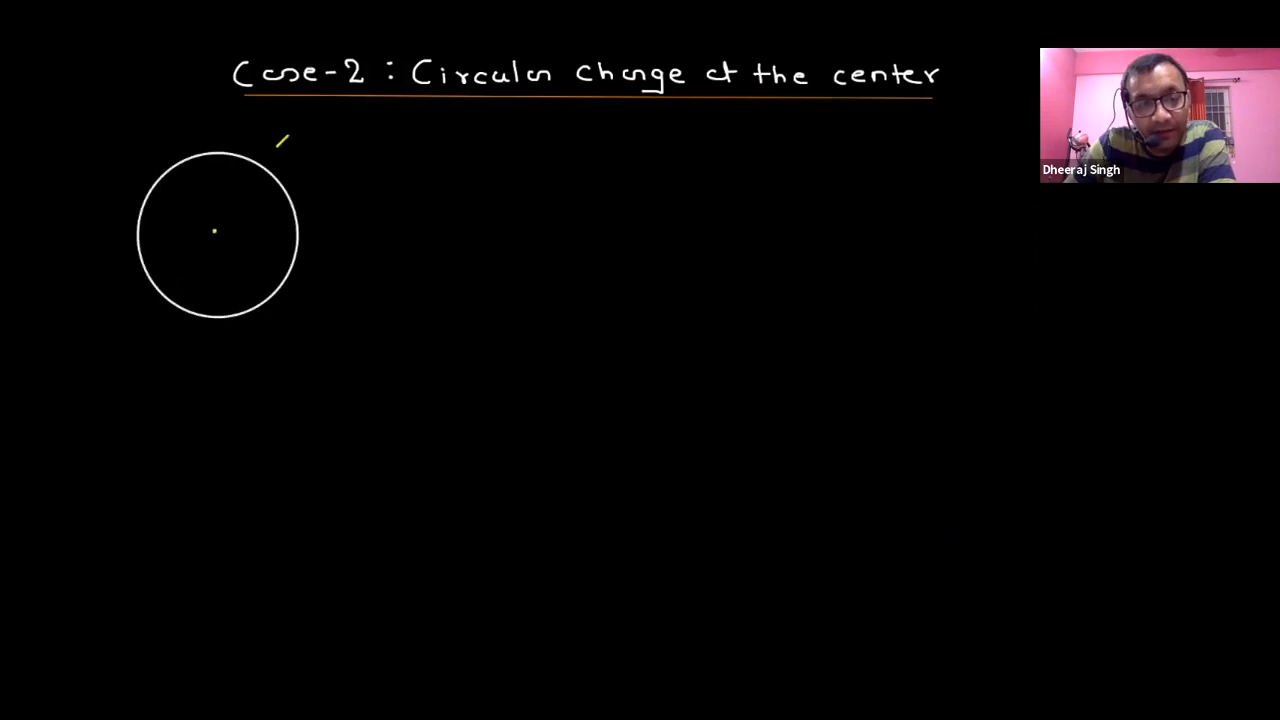 Case-2 : Circular charge at the center
Dheeraj Singh